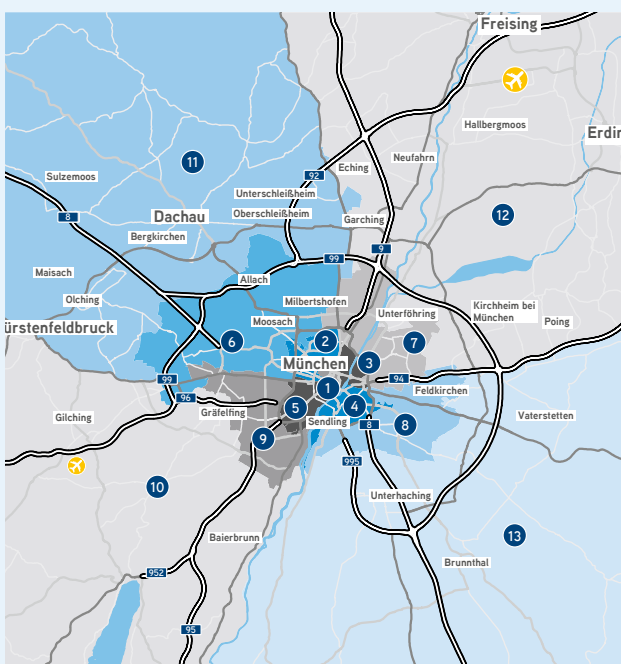 Freising
Hallbergmoos
Erdin
Neufahrn
Eching
11
92
Sulzemoos
Unterschleißheim
12
8
Dachau
Oberschleißheim
Garching
Bergkirchen
9
99
Maisach
Allach
Olching
Milbertshofen
Kirchheim bei
München
Unterföhring
Moosach
Poing
ürstenfeldbruck
6
2
7
München
3
99
94
Feldkirchen
1
96
5
4
Gräfelfing
Vaterstetten
Gilching
Sendling
8
8
9
995
10
Unterhaching
13
Baierbrunn
Brunnthal
952
95